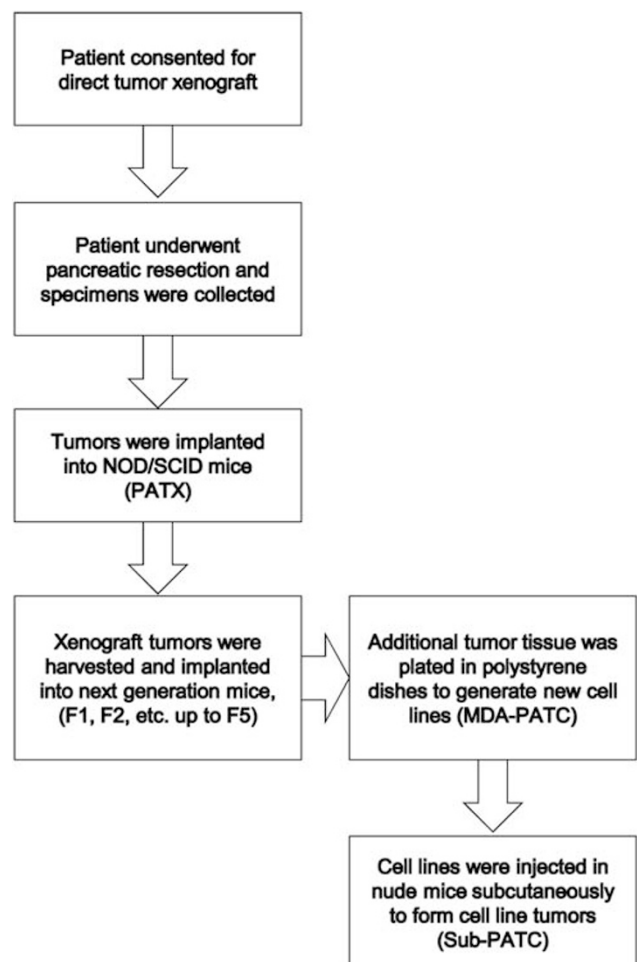 Patient consented for
direct tumor xenograft
Patient underwent
pancreatic resection and
specimens were collected
Tumors were implanted
into NOD/SCID mice
(PATX)
Xenograft tumors were
harvested and implanted
into next generation mice,
(F1, F2, etc. up to F5)
Additional tumor tissue was
plated in polystyrene
dishes to generate new cell
lines (MDA-PATC)
Cell lines were injected in
nude mice subcutaneously
to form cell line tumors
(Sub-PATC)